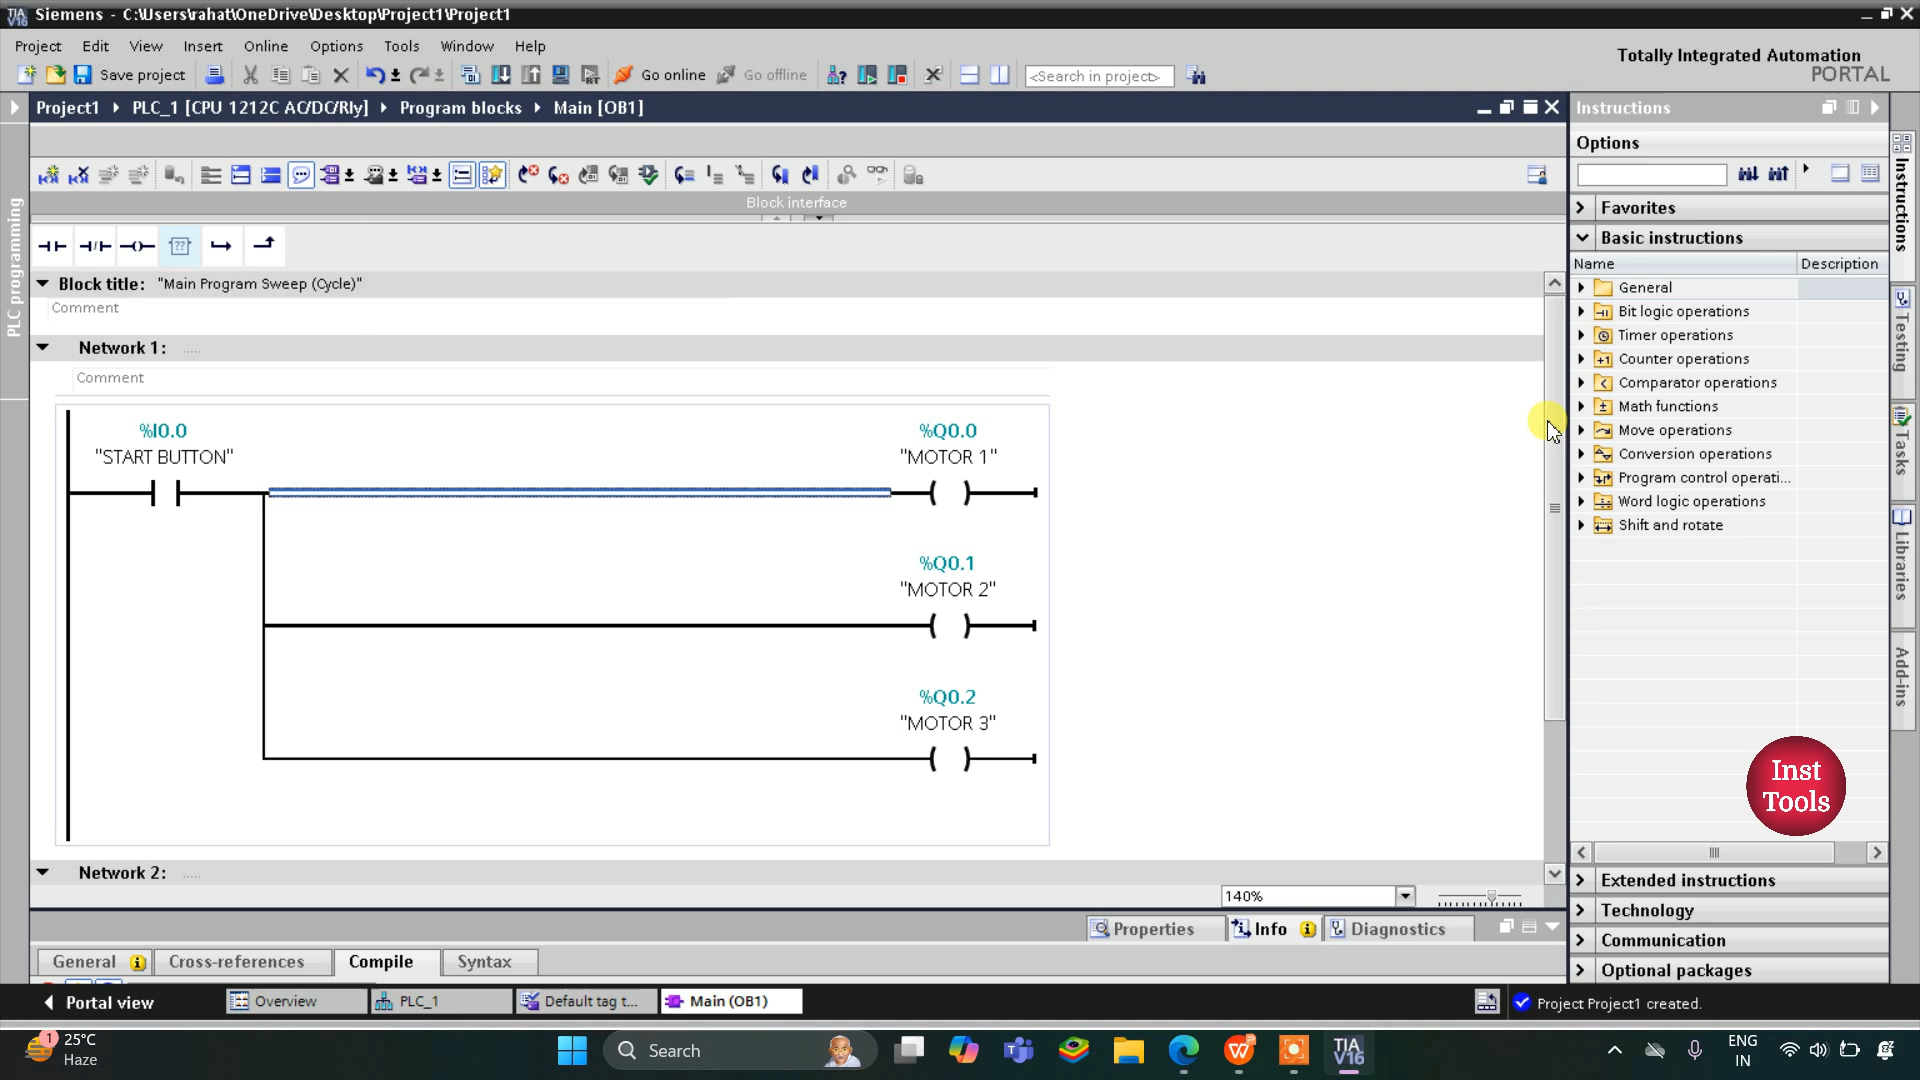 Siemens - C:\Users\rahat\OneDrive\Desktop\Project1\Project1
Project Edit View Insert Online Options Tools Window Help
Totally Integrated Automation
PORTAL
Save project Go online Go offline <Search in project>
Project1 PLC_1 [CPU 1212C AC/DC/Rly] Program blocks Main [OB1]
Instructions
Options
PLC programming
Block interface
Favorites
Basic instructions
Name Description
General
Bit logic operations
Timer operations
Counter operations
Comparator operations
Math functions
Move operations
Conversion operations
Program control operati...
Word logic operations
Shift and rotate
Block title: "Main Program Sweep (Cycle)"
Comment
Network 1: .....
Comment
%I0.0
"START BUTTON"
%Q0.0
"MOTOR 1"
%Q0.1
"MOTOR 2"
%Q0.2
"MOTOR 3"
Network 2: .....
140%
Inst
Tools
Extended instructions
Technology
Communication
Optional packages
Instructions
Testing
Tasks
Libraries
Add-ins
Properties Info Diagnostics
General Cross-references Compile Syntax
Portal view Overview PLC_1 Default tag t... Main (OB1) Project Project1 created.
1
25°C
Haze
Search
TIA
V16
ENG
IN